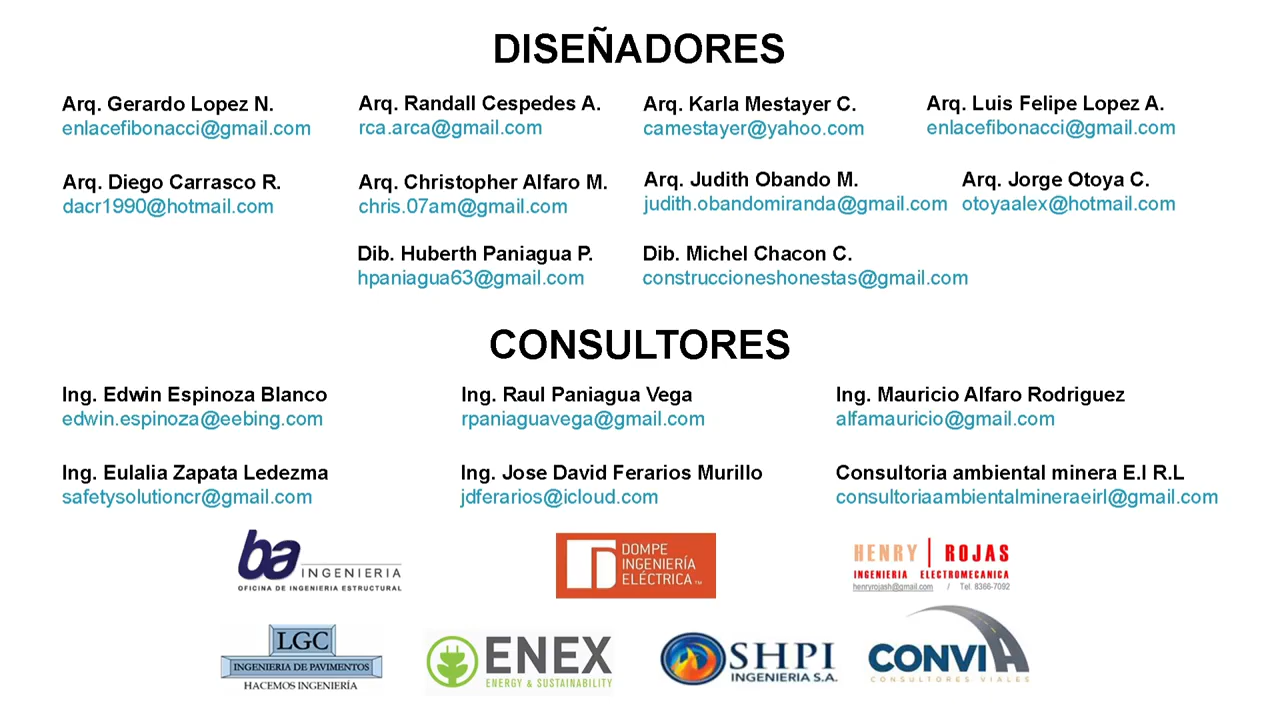 DISEÑADORES
Arq. Gerardo Lopez N.
enlacefibonacci@gmail.com
Arq. Randall Cespedes A.
rca.arca@gmail.com
Arq. Karla Mestayer C.
camestayer@yahoo.com
Arq. Luis Felipe Lopez A.
enlacefibonacci@gmail.com
Arq. Diego Carrasco R.
dacr1990@hotmail.com
Arq. Christopher Alfaro M.
chris.07am@gmail.com
Arq. Judith Obando M.
judith.obandomiranda@gmail.com
Arq. Jorge Otoya C.
otoyaalex@hotmail.com
Dib. Huberth Paniagua P.
hpaniagua63@gmail.com
Dib. Michel Chacon C.
construccioneshonestas@gmail.com
CONSULTORES
Ing. Edwin Espinoza Blanco
edwin.espinoza@eebing.com
Ing. Raul Paniagua Vega
rpaniaguavega@gmail.com
Ing. Mauricio Alfaro Rodriguez
alfamauricio@gmail.com
Ing. Eulalia Zapata Ledezma
safetysolutioncr@gmail.com
Ing. Jose David Ferarios Murillo
jdferarios@icloud.com
Consultoria ambiental minera E.I R.L
consultoriaambientalmineraeirl@gmail.com
ba INGENIERIA
OFICINA DE INGENIERIA ESTRUCTURAL
DOMPE
INGENIERÍA
ELÉCTRICA™
HENRY | ROJAS
INGENIERIA ELECTROMECANICA
henryrojash@gmail.com / Tel. 8366-7092
LGC
INGENIERIA DE PAVIMENTOS
HACEMOS INGENIERÍA
ENEX
ENERGY & SUSTAINABILITY
SHPI
INGENIERIA S.A.
CONVIA
CONSULTORES VIALES